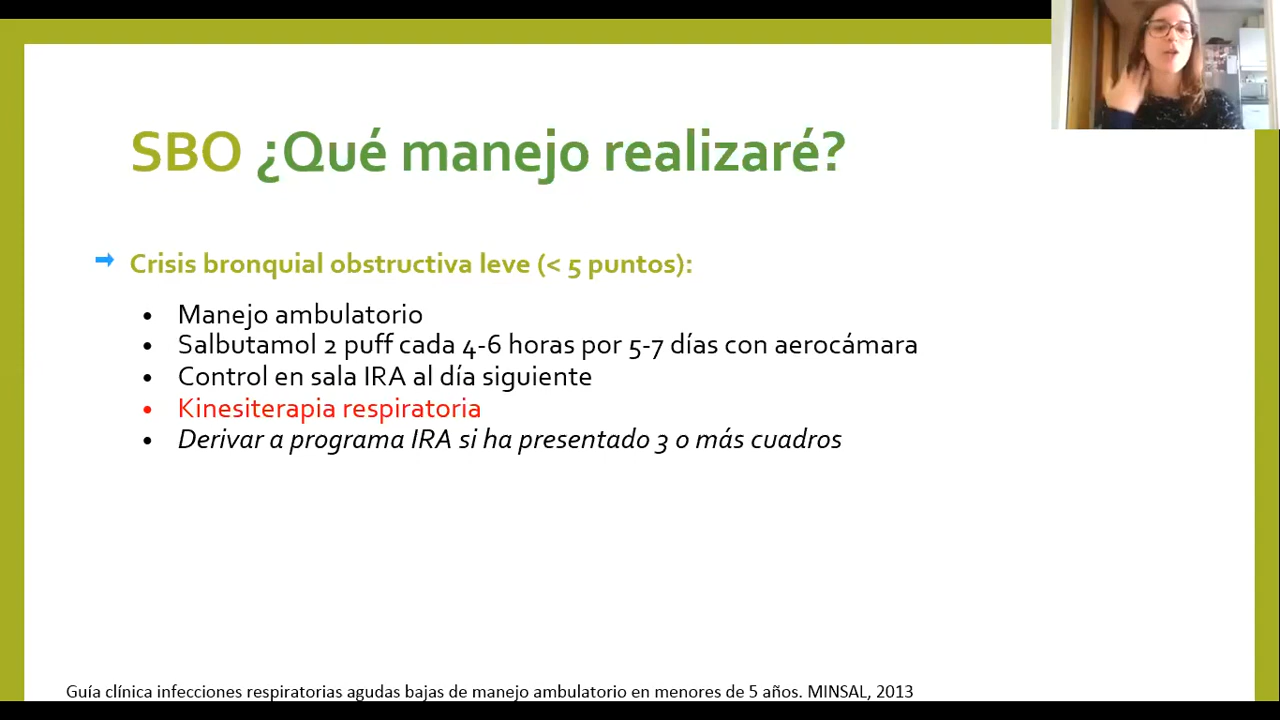 SBO ¿Qué manejo realizaré?
Crisis bronquial obstructiva leve (< 5 puntos):
• Manejo ambulatorio
• Salbutamol 2 puff cada 4-6 horas por 5-7 días con aerocámara
• Control en sala IRA al día siguiente
• Kinesiterapia respiratoria
• Derivar a programa IRA si ha presentado 3 o más cuadros
Guía clínica infecciones respiratorias agudas bajas de manejo ambulatorio en menores de 5 años. MINSAL, 2013